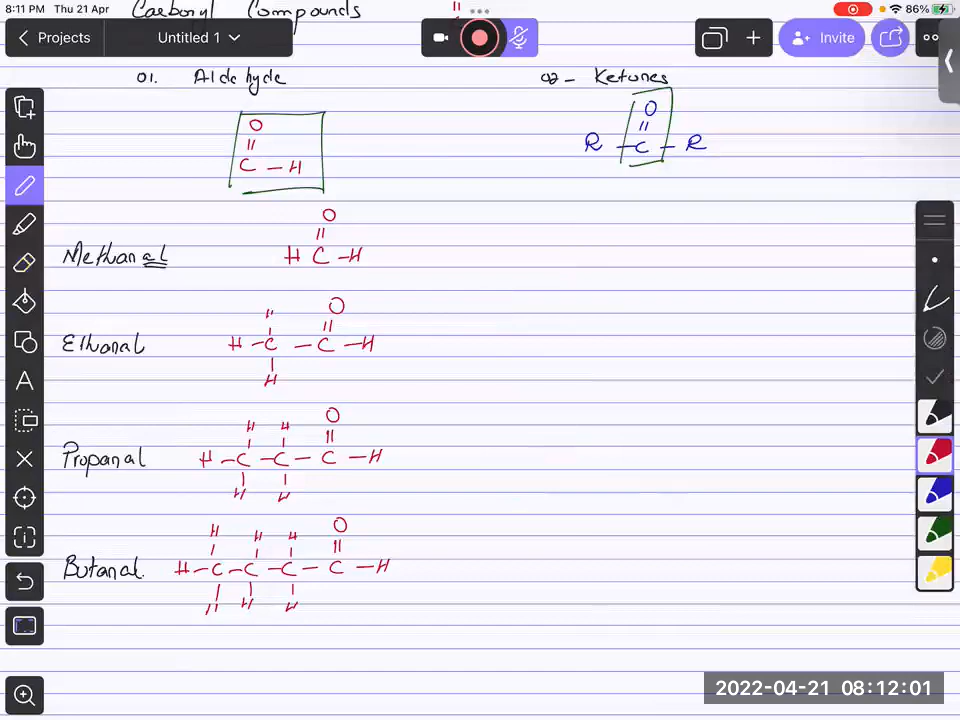 8:11 PM Thu 21 Apr
Carbonyl Compounds
86%
Projects
Untitled 1
Invite
01. Aldehyde
02 - Ketones
O
=
C - H
O
=
R - C - R
Methanal
O
=
H C - H
Ethanal
H O
=
H - C - C - H
H
Propanal
H H O
=
H - C - C - C - H
H H
Butanal.
H H H O
=
H - C - C - C - C - H
H H H
A
2022-04-21 08:12:01